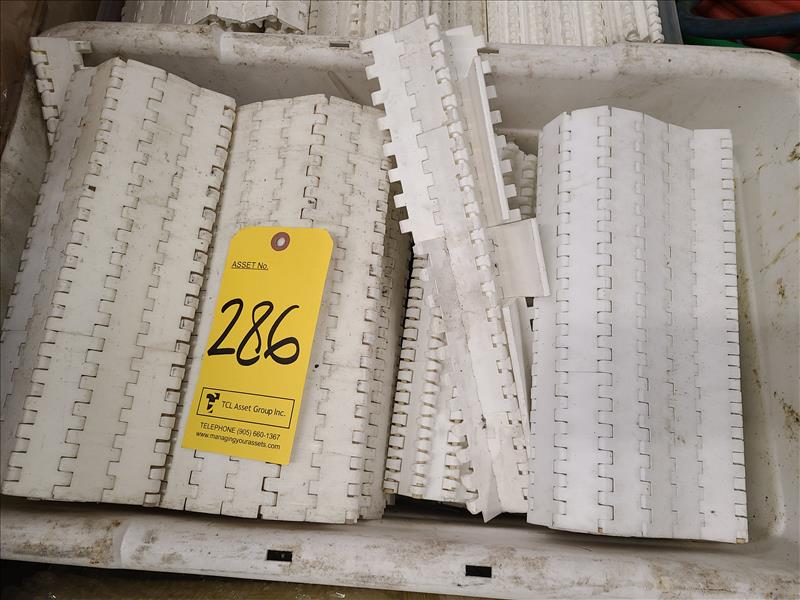 ASSET No.
286
TCL Asset Group Inc.
TELEPHONE (905) 660-1367
www.managingyourassets.com